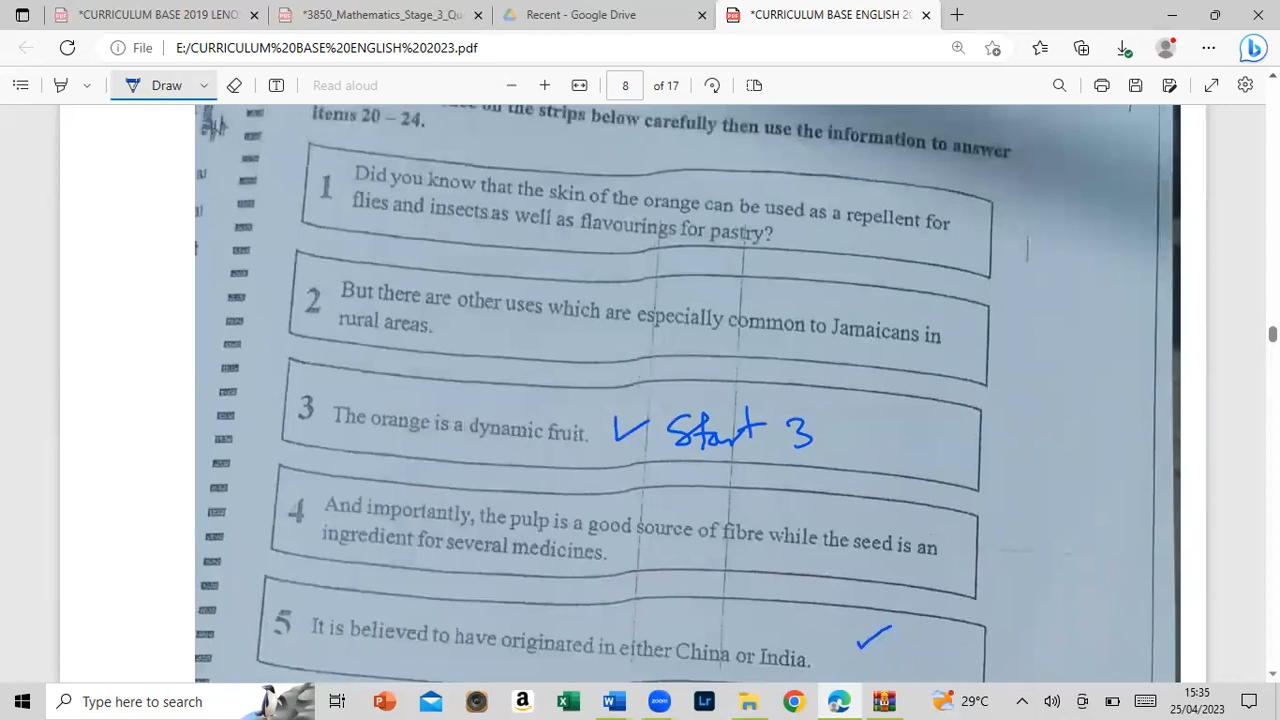 *CURRICULUM BASE 2019 LENO
*3850_Mathematics_Stage_3_Qu
Recent - Google Drive
*CURRICULUM BASE ENGLISH 20
File
E:/CURRICULUM%20BASE%20ENGLISH%202023.pdf
Draw
Read aloud
8
of 17
on the strips below carefully then use the information to answer
items 20 – 24.
1
Did you know that the skin of the orange can be used as a repellent for
flies and insects as well as flavourings for pastry?
2
But there are other uses which are especially common to Jamaicans in
rural areas.
3
The orange is a dynamic fruit.
Start 3
4
And importantly, the pulp is a good source of fibre while the seed is an
ingredient for several medicines.
5
It is believed to have originated in either China or India.
Type here to search
zoom
Lr
29°C
15:35
25/04/2023